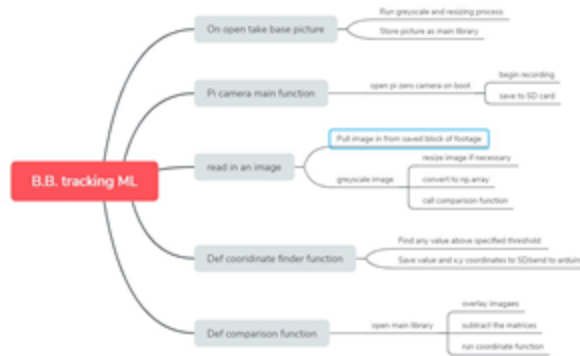 B.B. tracking ML
On open take base picture
Run greyscale and resizing process
Store picture as main library
Pi camera main function
open pi zero camera on boot
begin recording
save to SD card
read in an image
Pull image in from saved block of footage
greyscale image
resize image if necessary
convert to np.array
call comparison function
Def cooridinate finder function
Find any value above specified threshold
Save value and x,y coordinates to SD/send to arduin
Def comparison function
open main library
overlay imagaes
subtract the matrices
run coordinate function